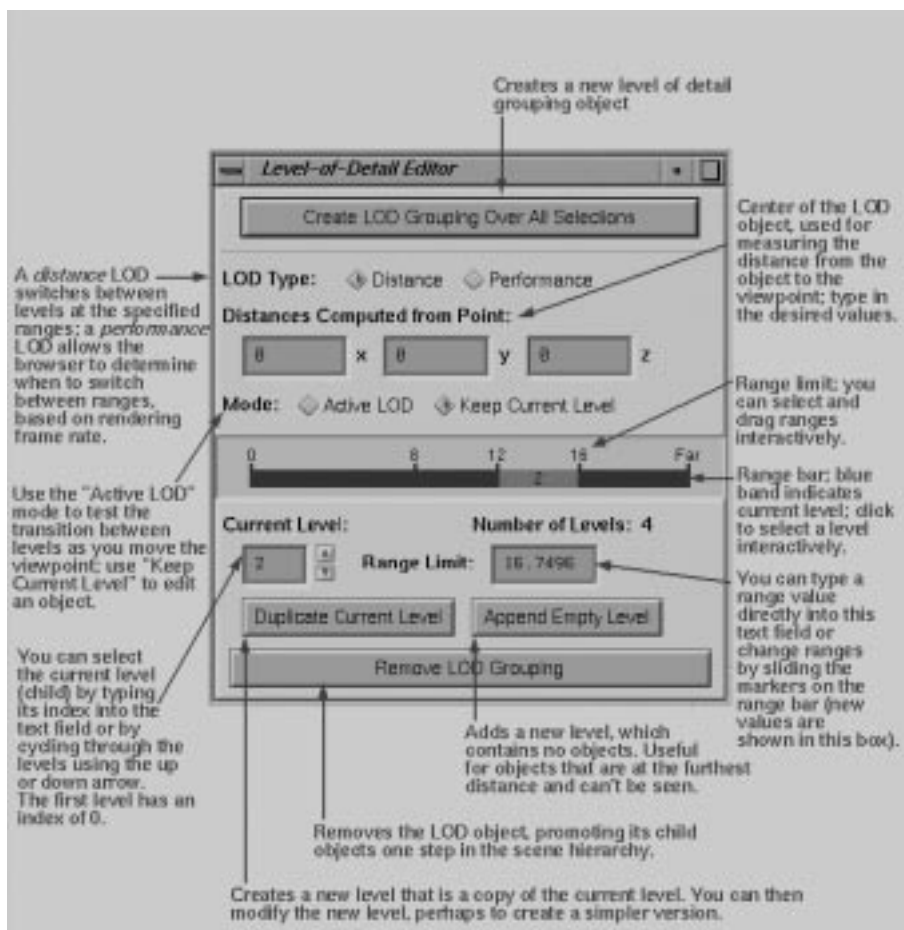 Creates a new level of detail
grouping object
Level-of-Detail Editor
Create LOD Grouping Over All Selections
Center of the LOD
object, used for
measuring the
distance from the
object to the
viewpoint; type in
the desired values.
A distance LOD
switches between
levels at the specified
ranges; a performance
LOD allows the
browser to determine
when to switch
between ranges,
based on rendering
frame rate.
LOD Type: Distance Performance
Distances Computed from Point:
0 x 0 y 0 z
Mode: Active LOD Keep Current Level
Range limit; you
can select and
drag ranges
interactively.
0 8 12 16 Far
2
Range bar; blue
band indicates
current level; click
to select a level
interactively.
Use the "Active LOD"
mode to test the
transition between
levels as you move the
viewpoint; use "Keep
Current Level" to edit
an object.
Current Level: Number of Levels: 4
2 Range Limit: 16.7496
You can type a
range value
directly into this
text field or
change ranges
by sliding the
markers on the
range bar (new
values are
shown in this box).
Duplicate Current Level Append Empty Level
Remove LOD Grouping
You can select
the current level
(child) by typing
its index into the
text field or by
cycling through the
levels using the up
or down arrow.
The first level has an
index of 0.
Adds a new level, which
contains no objects. Useful
for objects that are at the furthest
distance and can't be seen.
Removes the LOD object, promoting its child
objects one step in the scene hierarchy.
Creates a new level that is a copy of the current level. You can then
modify the new level, perhaps to create a simpler version.